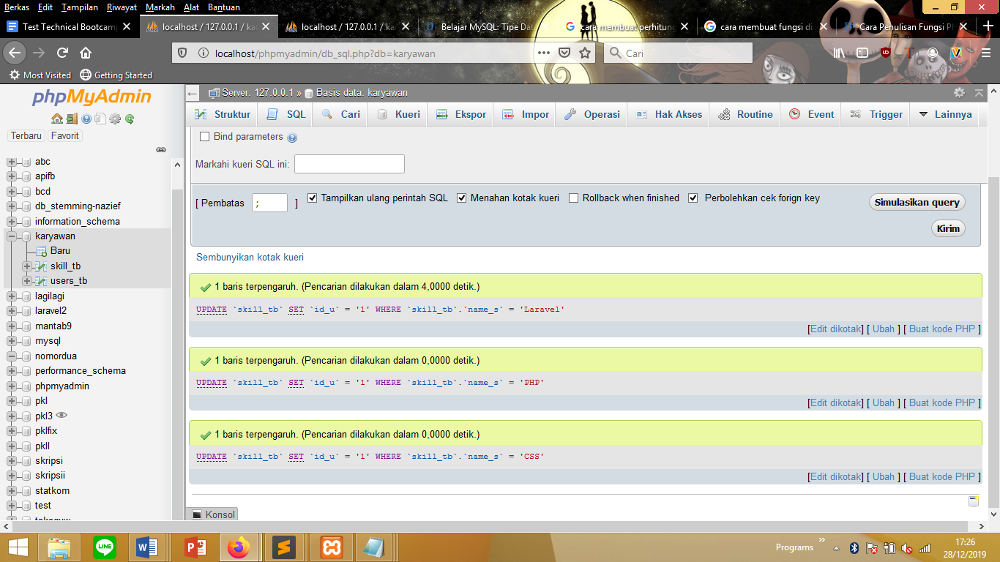 Berkas Edit Tampilan Riwayat Markah Alat Bantuan
Test Technical Bootcam
localhost / 127.0.0.1 / ka
localhost / 127.0.0.1 / ka
Belajar MySQL: Tipe Dat
cara membuat perhitung
cara membuat fungsi di
Cara Penulisan Fungsi P
localhost/phpmyadmin/db_sql.php?db=karyawan
Cari
Most Visited Getting Started
phpMyAdmin
Terbaru Favorit
abc
apifb
bcd
db_stemming-nazief
information_schema
karyawan
Baru
skill_tb
users_tb
lagilagi
laravel2
mantab9
mysql
nomordua
performance_schema
phpmyadmin
pkl
pkl3
pklfix
pkll
skripsi
skripsii
statkom
test
Server: 127.0.0.1 » Basis data: karyawan
Struktur SQL Cari Kueri Ekspor Impor Operasi Hak Akses Routine Event Trigger Lainnya
Bind parameters
Markahi kueri SQL ini:
[ Pembatas ; ] Tampilkan ulang perintah SQL Menahan kotak kueri Rollback when finished Perbolehkan cek forign key
Simulasikan query
Kirim
Sembunyikan kotak kueri
1 baris terpengaruh. (Pencarian dilakukan dalam 4,0000 detik.)
UPDATE `skill_tb` SET `id_u` = '1' WHERE `skill_tb`.`name_s` = 'Laravel'
[Edit dikotak] [ Ubah ] [ Buat kode PHP ]
1 baris terpengaruh. (Pencarian dilakukan dalam 0,0000 detik.)
UPDATE `skill_tb` SET `id_u` = '1' WHERE `skill_tb`.`name_s` = 'PHP'
[Edit dikotak] [ Ubah ] [ Buat kode PHP ]
1 baris terpengaruh. (Pencarian dilakukan dalam 0,0000 detik.)
UPDATE `skill_tb` SET `id_u` = '1' WHERE `skill_tb`.`name_s` = 'CSS'
[Edit dikotak] [ Ubah ] [ Buat kode PHP ]
Konsol
LINE
Programs
17:26
28/12/2019